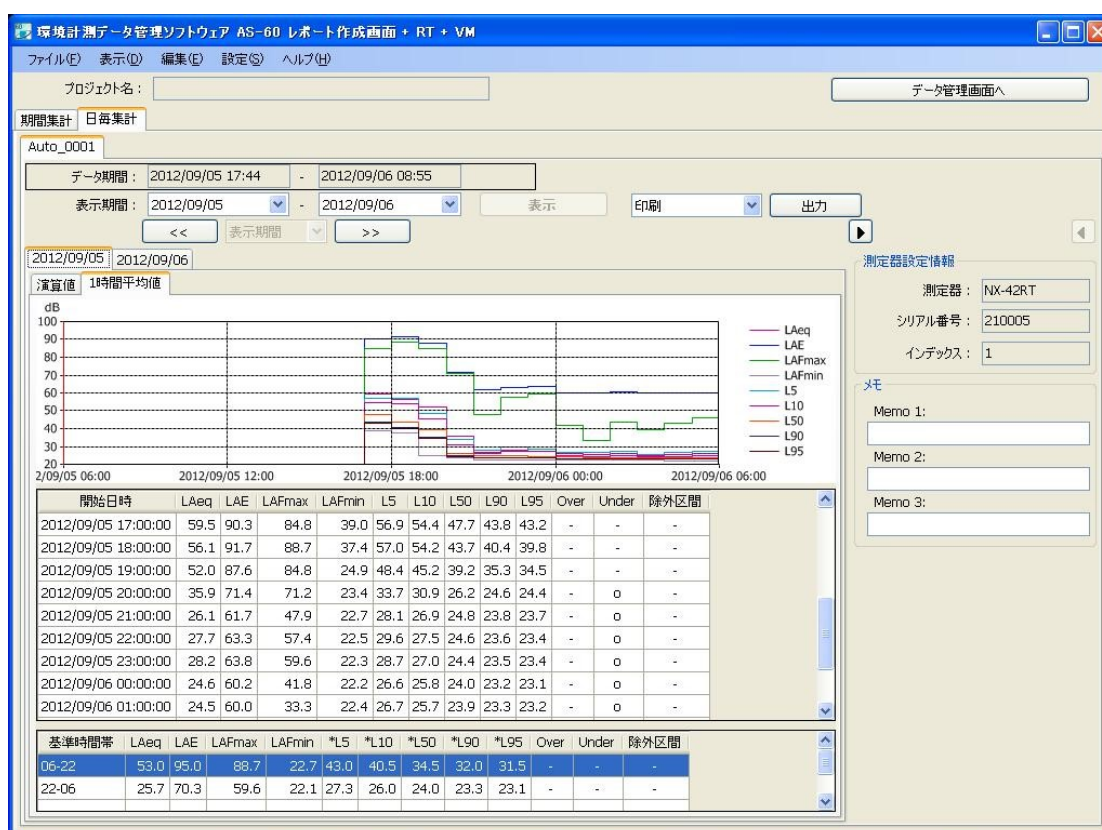 環境計測データ管理ソフトウェア AS-60 レポート作成画面 + RT + VM
ファイル(F) 表示(D) 編集(E) 設定(S) ヘルプ(H)
プロジェクト名：
データ管理画面へ
期間集計 日毎集計
Auto_0001
データ期間： 2012/09/05 17:44 - 2012/09/06 08:55
表示期間： 2012/09/05 - 2012/09/06 表示 印刷 出力
<< 表示期間 >>
2012/09/05 2012/09/06
演算値 1時間平均値
dB
100
90
80
70
60
50
40
30
20
2/09/05 06:00 2012/09/05 12:00 2012/09/05 18:00 2012/09/06 00:00 2012/09/06 06:00
LAeq
LAE
LAFmax
LAFmin
L5
L10
L50
L90
L95
開始日時 LAeq LAE LAFmax LAFmin L5 L10 L50 L90 L95 Over Under 除外区間
2012/09/05 17:00:00 59.5 90.3 84.8 39.0 56.9 54.4 47.7 43.8 43.2 - - -
2012/09/05 18:00:00 56.1 91.7 88.7 37.4 57.0 54.2 43.7 40.4 39.8 - - -
2012/09/05 19:00:00 52.0 87.6 84.8 24.9 48.4 45.2 39.2 35.3 34.5 - - -
2012/09/05 20:00:00 35.9 71.4 71.2 23.4 33.7 30.9 26.2 24.6 24.4 - o -
2012/09/05 21:00:00 26.1 61.7 47.9 22.7 28.1 26.9 24.8 23.8 23.7 - o -
2012/09/05 22:00:00 27.7 63.3 57.4 22.5 29.6 27.5 24.6 23.6 23.4 - o -
2012/09/05 23:00:00 28.2 63.8 59.6 22.3 28.7 27.0 24.4 23.5 23.4 - o -
2012/09/06 00:00:00 24.6 60.2 41.8 22.2 26.6 25.8 24.0 23.2 23.1 - o -
2012/09/06 01:00:00 24.5 60.0 33.3 22.4 26.7 25.7 23.9 23.3 23.2 - o -
基準時間帯 LAeq LAE LAFmax LAFmin *L5 *L10 *L50 *L90 *L95 Over Under 除外区間
06-22 53.0 95.0 88.7 22.7 43.0 40.5 34.5 32.0 31.5 - - -
22-06 25.7 70.3 59.6 22.1 27.3 26.0 24.0 23.3 23.1 - - -
測定器設定情報
測定器： NX-42RT
シリアル番号： 210005
インデックス： 1
メモ
Memo 1:
Memo 2:
Memo 3: